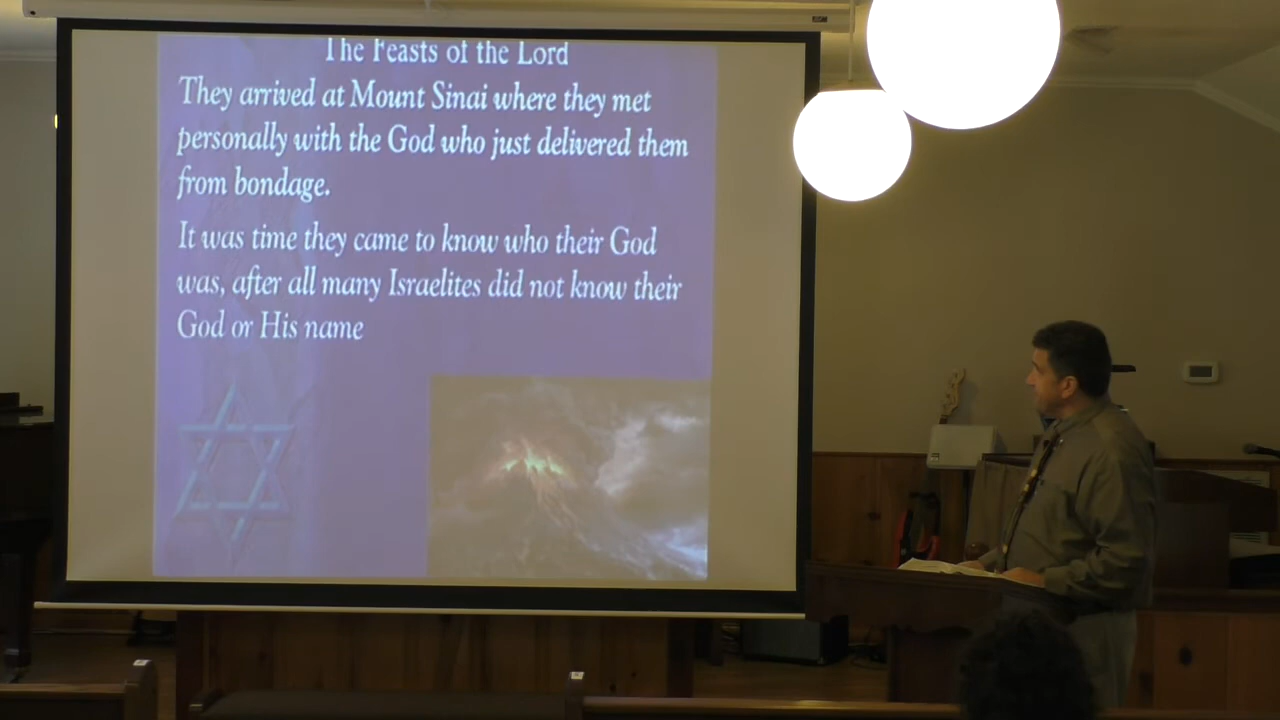 The Feasts of the Lord
They arrived at Mount Sinai where they met
personally with the God who just delivered them
from bondage.
It was time they came to know who their God
was, after all many Israelites did not know their
God or His name